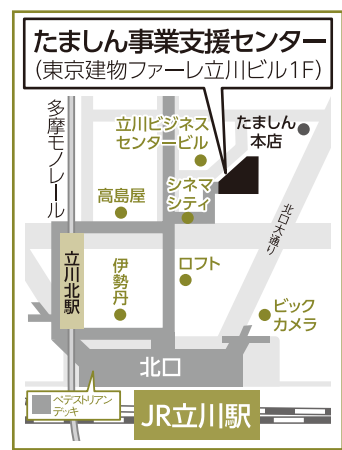 たましん事業支援センター
(東京建物ファーレ立川ビル1F)
多摩モノレール
立川ビジネス
センタービル
たましん
本店
高島屋
シネマ
シティ
北口大通り
立川北駅
伊勢丹
ロフト
ビック
カメラ
北口
ペデストリアン
デッキ
JR立川駅